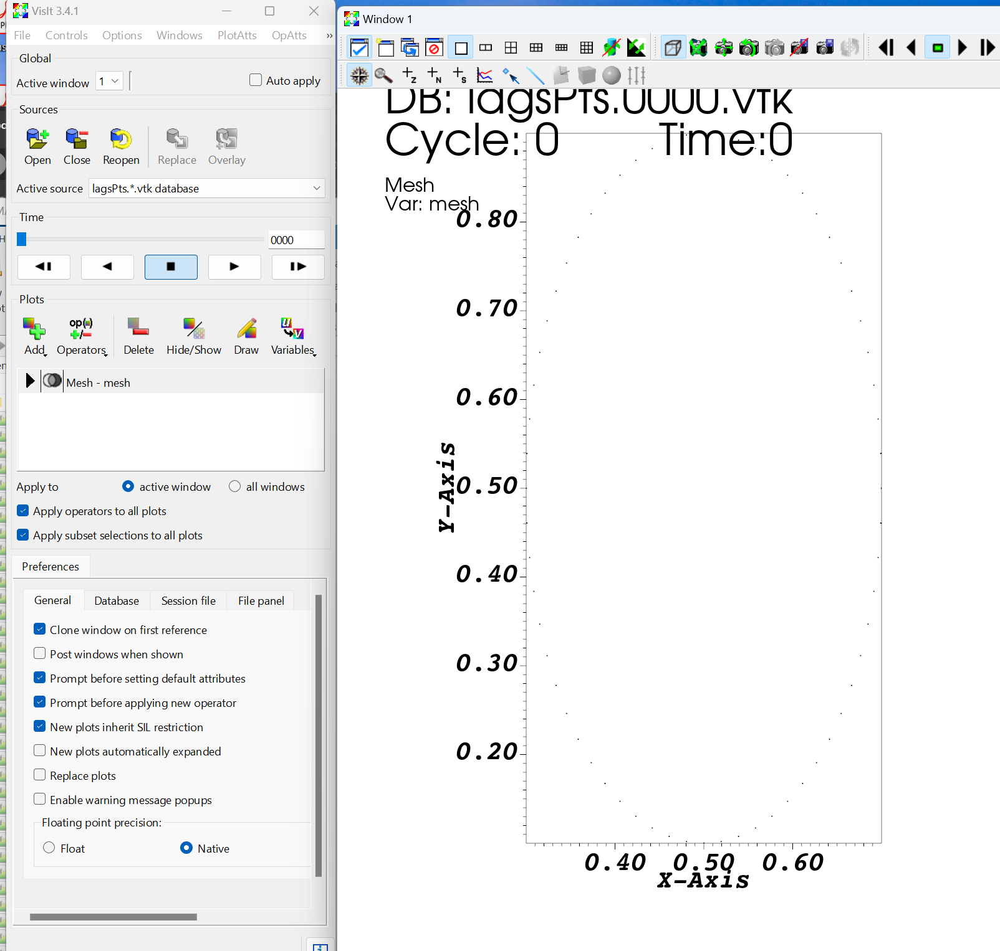 VisIt 3.4.1
File Controls Options Windows PlotAtts OpAtts »
Global
Active window 1 Auto apply
Sources
Open Close Reopen Replace Overlay
Active source lagsPts.*.vtk database
Time
0000
Plots
op(·)
+/−
u v
Add Operators Delete Hide/Show Draw Variables
Mesh - mesh
Apply to active window all windows
Apply operators to all plots
Apply subset selections to all plots
Preferences
General Database Session file File panel
Clone window on first reference
Post windows when shown
Prompt before setting default attributes
Prompt before applying new operator
New plots inherit SIL restriction
New plots automatically expanded
Replace plots
Enable warning message popups
Floating point precision:
Float Native
Window 1
+Z +N +S
DB: lagsPts.0000.vtk
Cycle: 0 Time:0
Mesh
Var: mesh
0.80
0.70
0.60
0.50
0.40
0.30
0.20
Y-Axis
0.40 0.50 0.60
X-Axis